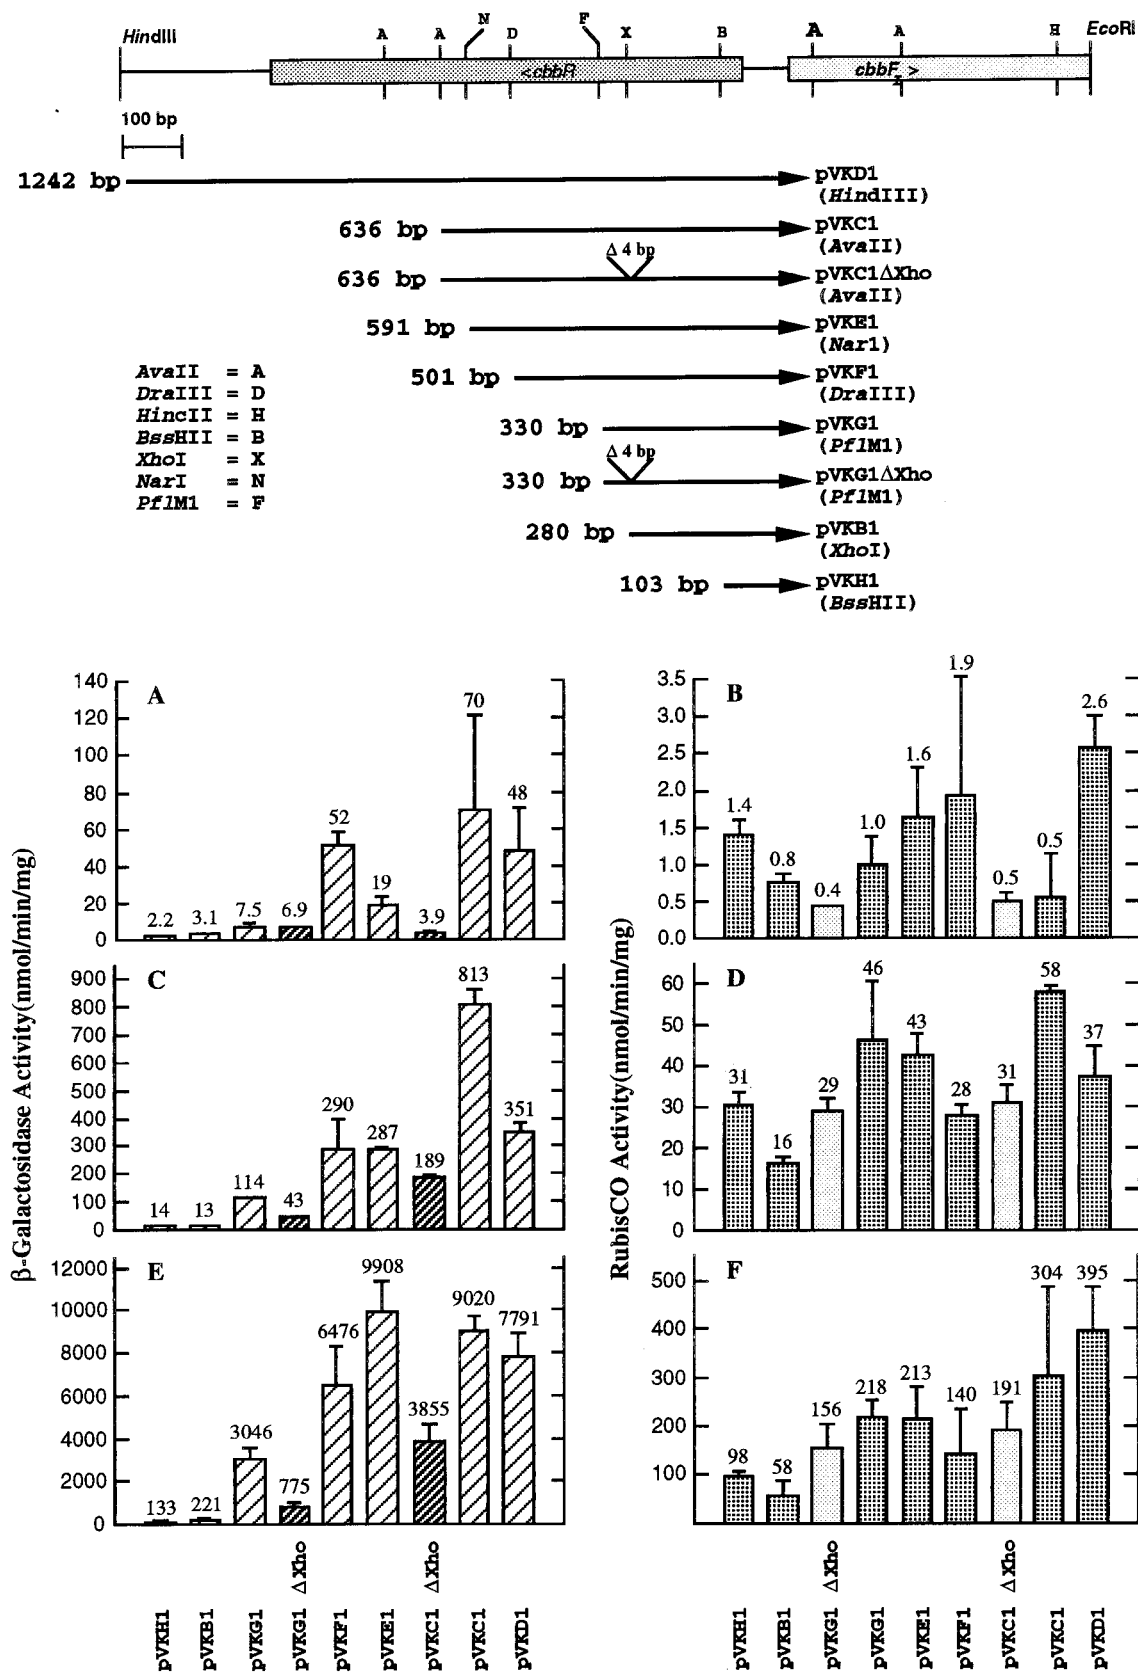 HindIII A A N D F X B A A H EcoRI
<cbbR cbbF >
100 bp
1242 bp pVKD1
(HindIII)
636 bp pVKC1
(AvaII)
Δ 4 bp
636 bp pVKC1ΔXho
(AvaII)
591 bp pVKE1
(Nar1)
501 bp pVKF1
(DraIII)
330 bp pVKG1
(PflM1)
Δ 4 bp
330 bp pVKG1ΔXho
(PflM1)
280 bp pVKB1
(XhoI)
103 bp pVKH1
(BssHII)
AvaII = A
DraIII = D
HincII = H
BssHII = B
XhoI = X
NarI = N
PflM1 = F
β-Galactosidase Activity(nmol/min/mg)
A
140
120
100
80
60
40
20
0
2.2 3.1 7.5 6.9 52 19 3.9 70 48
C
900
800
700
600
500
400
300
200
100
0
14 13 114 43 290 287 189 813 351
E
12000
10000
8000
6000
4000
2000
0
133 221 3046 775 6476 9908 3855 9020 7791
pVKH1
pVKB1
pVKG1
pVKG1 ΔXho
pVKF1
pVKE1
pVKC1 ΔXho
pVKC1
pVKD1
RubisCO Activity(nmol/min/mg)
B
3.5
3.0
2.5
2.0
1.5
1.0
0.5
0.0
1.4 0.8 0.4 1.0 1.6 1.9 0.5 0.5 2.6
D
60
50
40
30
20
10
0
31 16 29 46 43 28 31 58 37
F
500
400
300
200
100
98 58 156 218 213 140 191 304 395
pVKH1
pVKB1
pVKG1 ΔXho
pVKG1
pVKE1
pVKF1
pVKC1 ΔXho
pVKC1
pVKD1